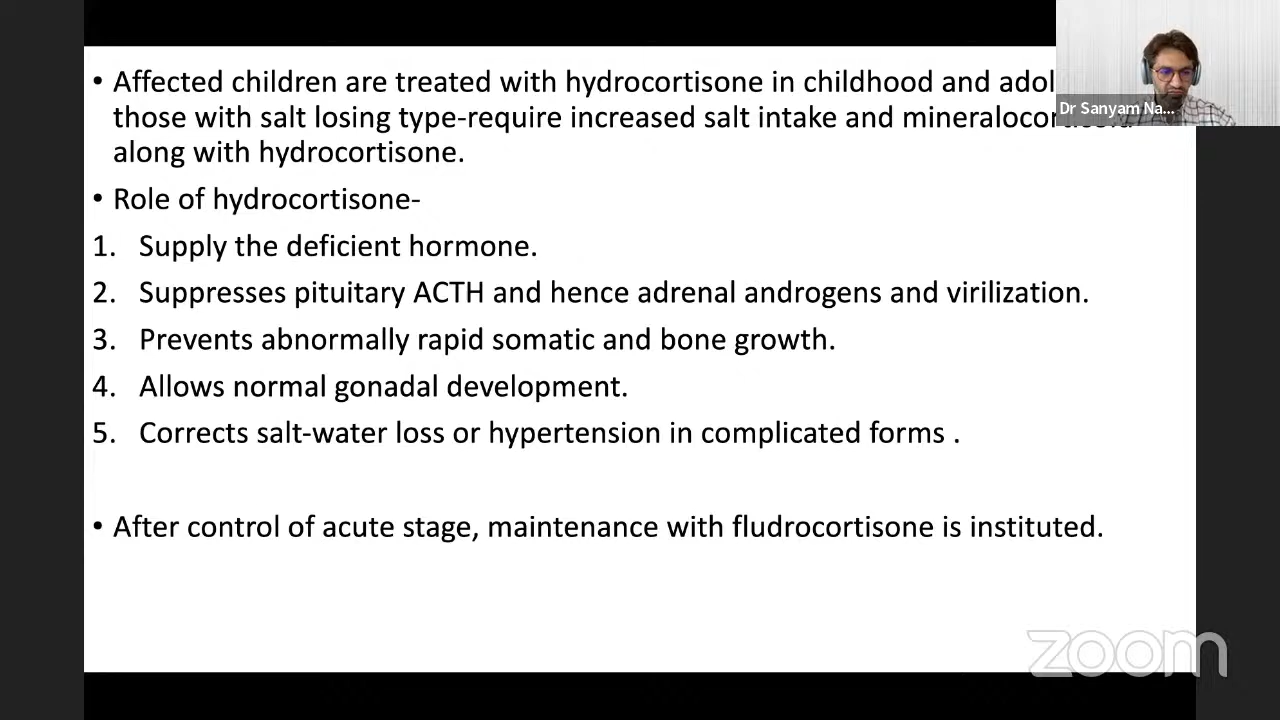 • Affected children are treated with hydrocortisone in childhood and
those with salt losing type-require increased salt intake and
along with hydrocortisone.
• Role of hydrocortisone-
1. Supply the deficient hormone.
2. Suppresses pituitary ACTH and hence adrenal androgens and virilization.
3. Prevents abnormally rapid somatic and bone growth.
4. Allows normal gonadal development.
5. Corrects salt-water loss or hypertension in complicated forms .
• After control of acute stage, maintenance with fludrocortisone is instituted.
Dr Sanyam Na...
zoom